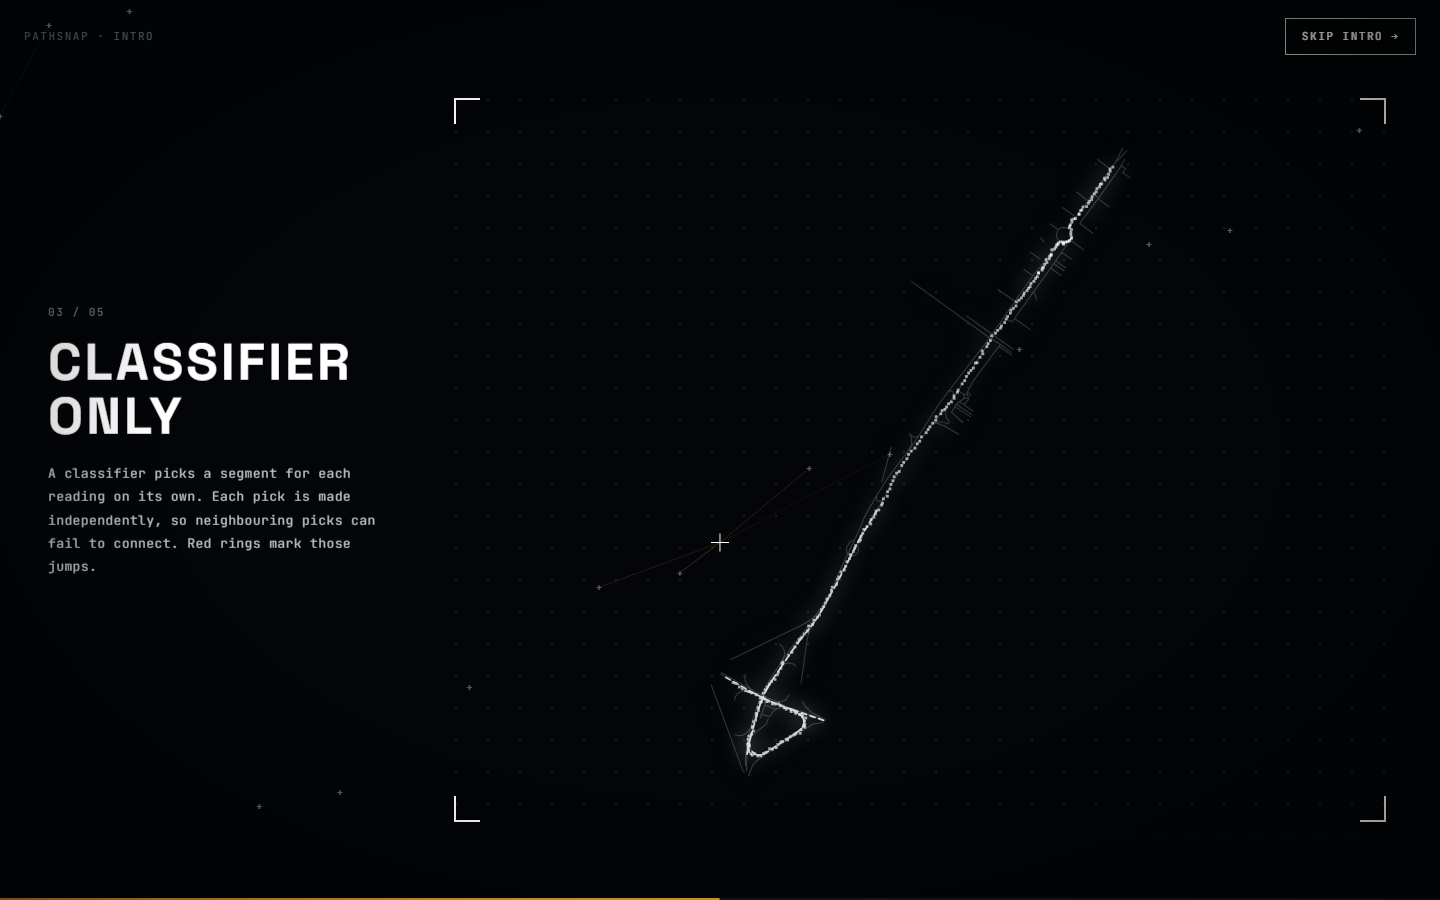 PATHSNAP · INTRO
SKIP INTRO →
03 / 05
CLASSIFIER
ONLY
A classifier picks a segment for each
reading on its own. Each pick is made
independently, so neighbouring picks can
fail to connect. Red rings mark those
jumps.